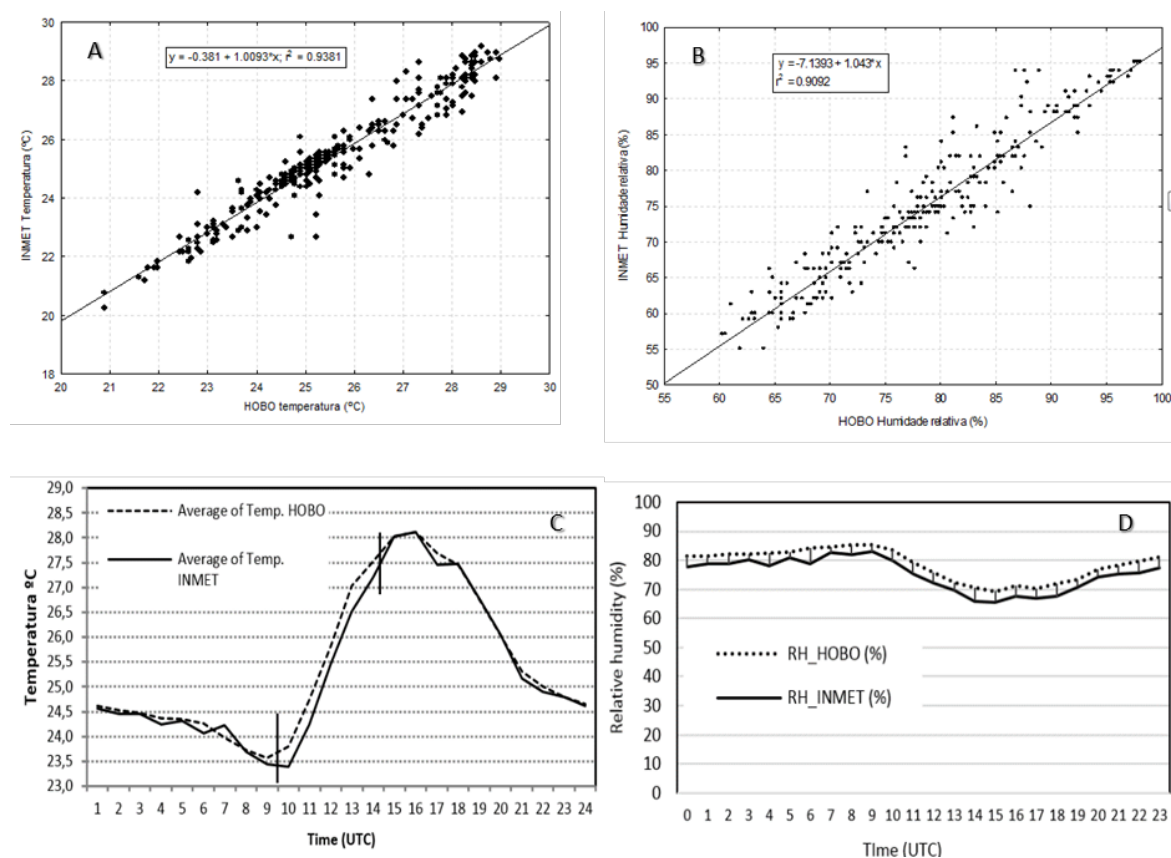 A
y = -0.381 + 1.0093*x; r² = 0.9381
INMET Temperatura (ºC)
30
28
26
24
22
20
18
20 21 22 23 24 25 26 27 28 29 30
HOBO temperatura (ºC)
B
y = -7.1393 + 1.043*x
r² = 0.9092
INMET Humidade relativa (%)
100
95
90
85
80
75
70
65
60
55
50
55 60 65 70 75 80 85 90 95 100
HOBO Humidade relativa (%)
C
Average of Temp. HOBO
Average of Temp.
INMET
Temperatura ºC
29,0
28,5
28,0
27,5
27,0
26,5
26,0
25,5
25,0
24,5
24,0
23,5
23,0
1 2 3 4 5 6 7 8 9 10 11 12 13 14 15 16 17 18 19 20 21 22 23 24
Time (UTC)
D
RH_HOBO (%)
RH_INMET (%)
Relative humidity (%)
100
90
80
70
60
50
40
30
20
10
0
0 1 2 3 4 5 6 7 8 9 10 11 12 13 14 15 16 17 18 19 20 21 22 23
TIme (UTC)